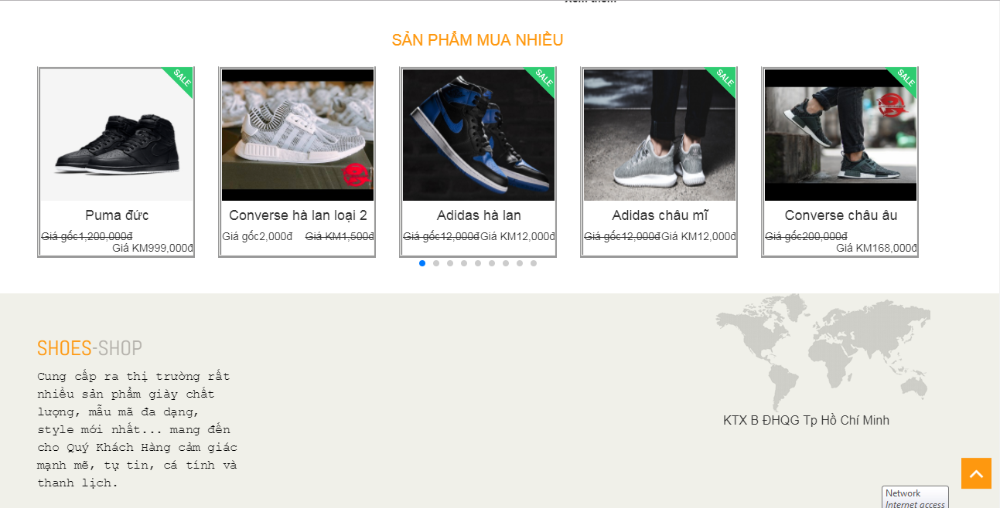 Xem thêm
SẢN PHẨM MUA NHIỀU
SALE
SALE
SALE
SALE
Puma đức
Giá gốc1,200,000đ
Giá KM999,000đ
Converse hà lan loại 2
Giá gốc2,000đ Giá KM1,500đ
Adidas hà lan
Giá gốc12,000đ Giá KM12,000đ
Adidas châu mĩ
Giá gốc12,000đ Giá KM12,000đ
Converse châu âu
Giá gốc200,000đ
Giá KM168,000đ
SHOES-SHOP
Cung cấp ra thị trường rất
nhiều sản phẩm giày chất
lượng, mẫu mã đa dạng,
style mới nhất... mang đến
cho Quý Khách Hàng cảm giác
mạnh mẽ, tự tin, cá tính và
thanh lịch.
KTX B ĐHQG Tp Hồ Chí Minh
Network
Internet access